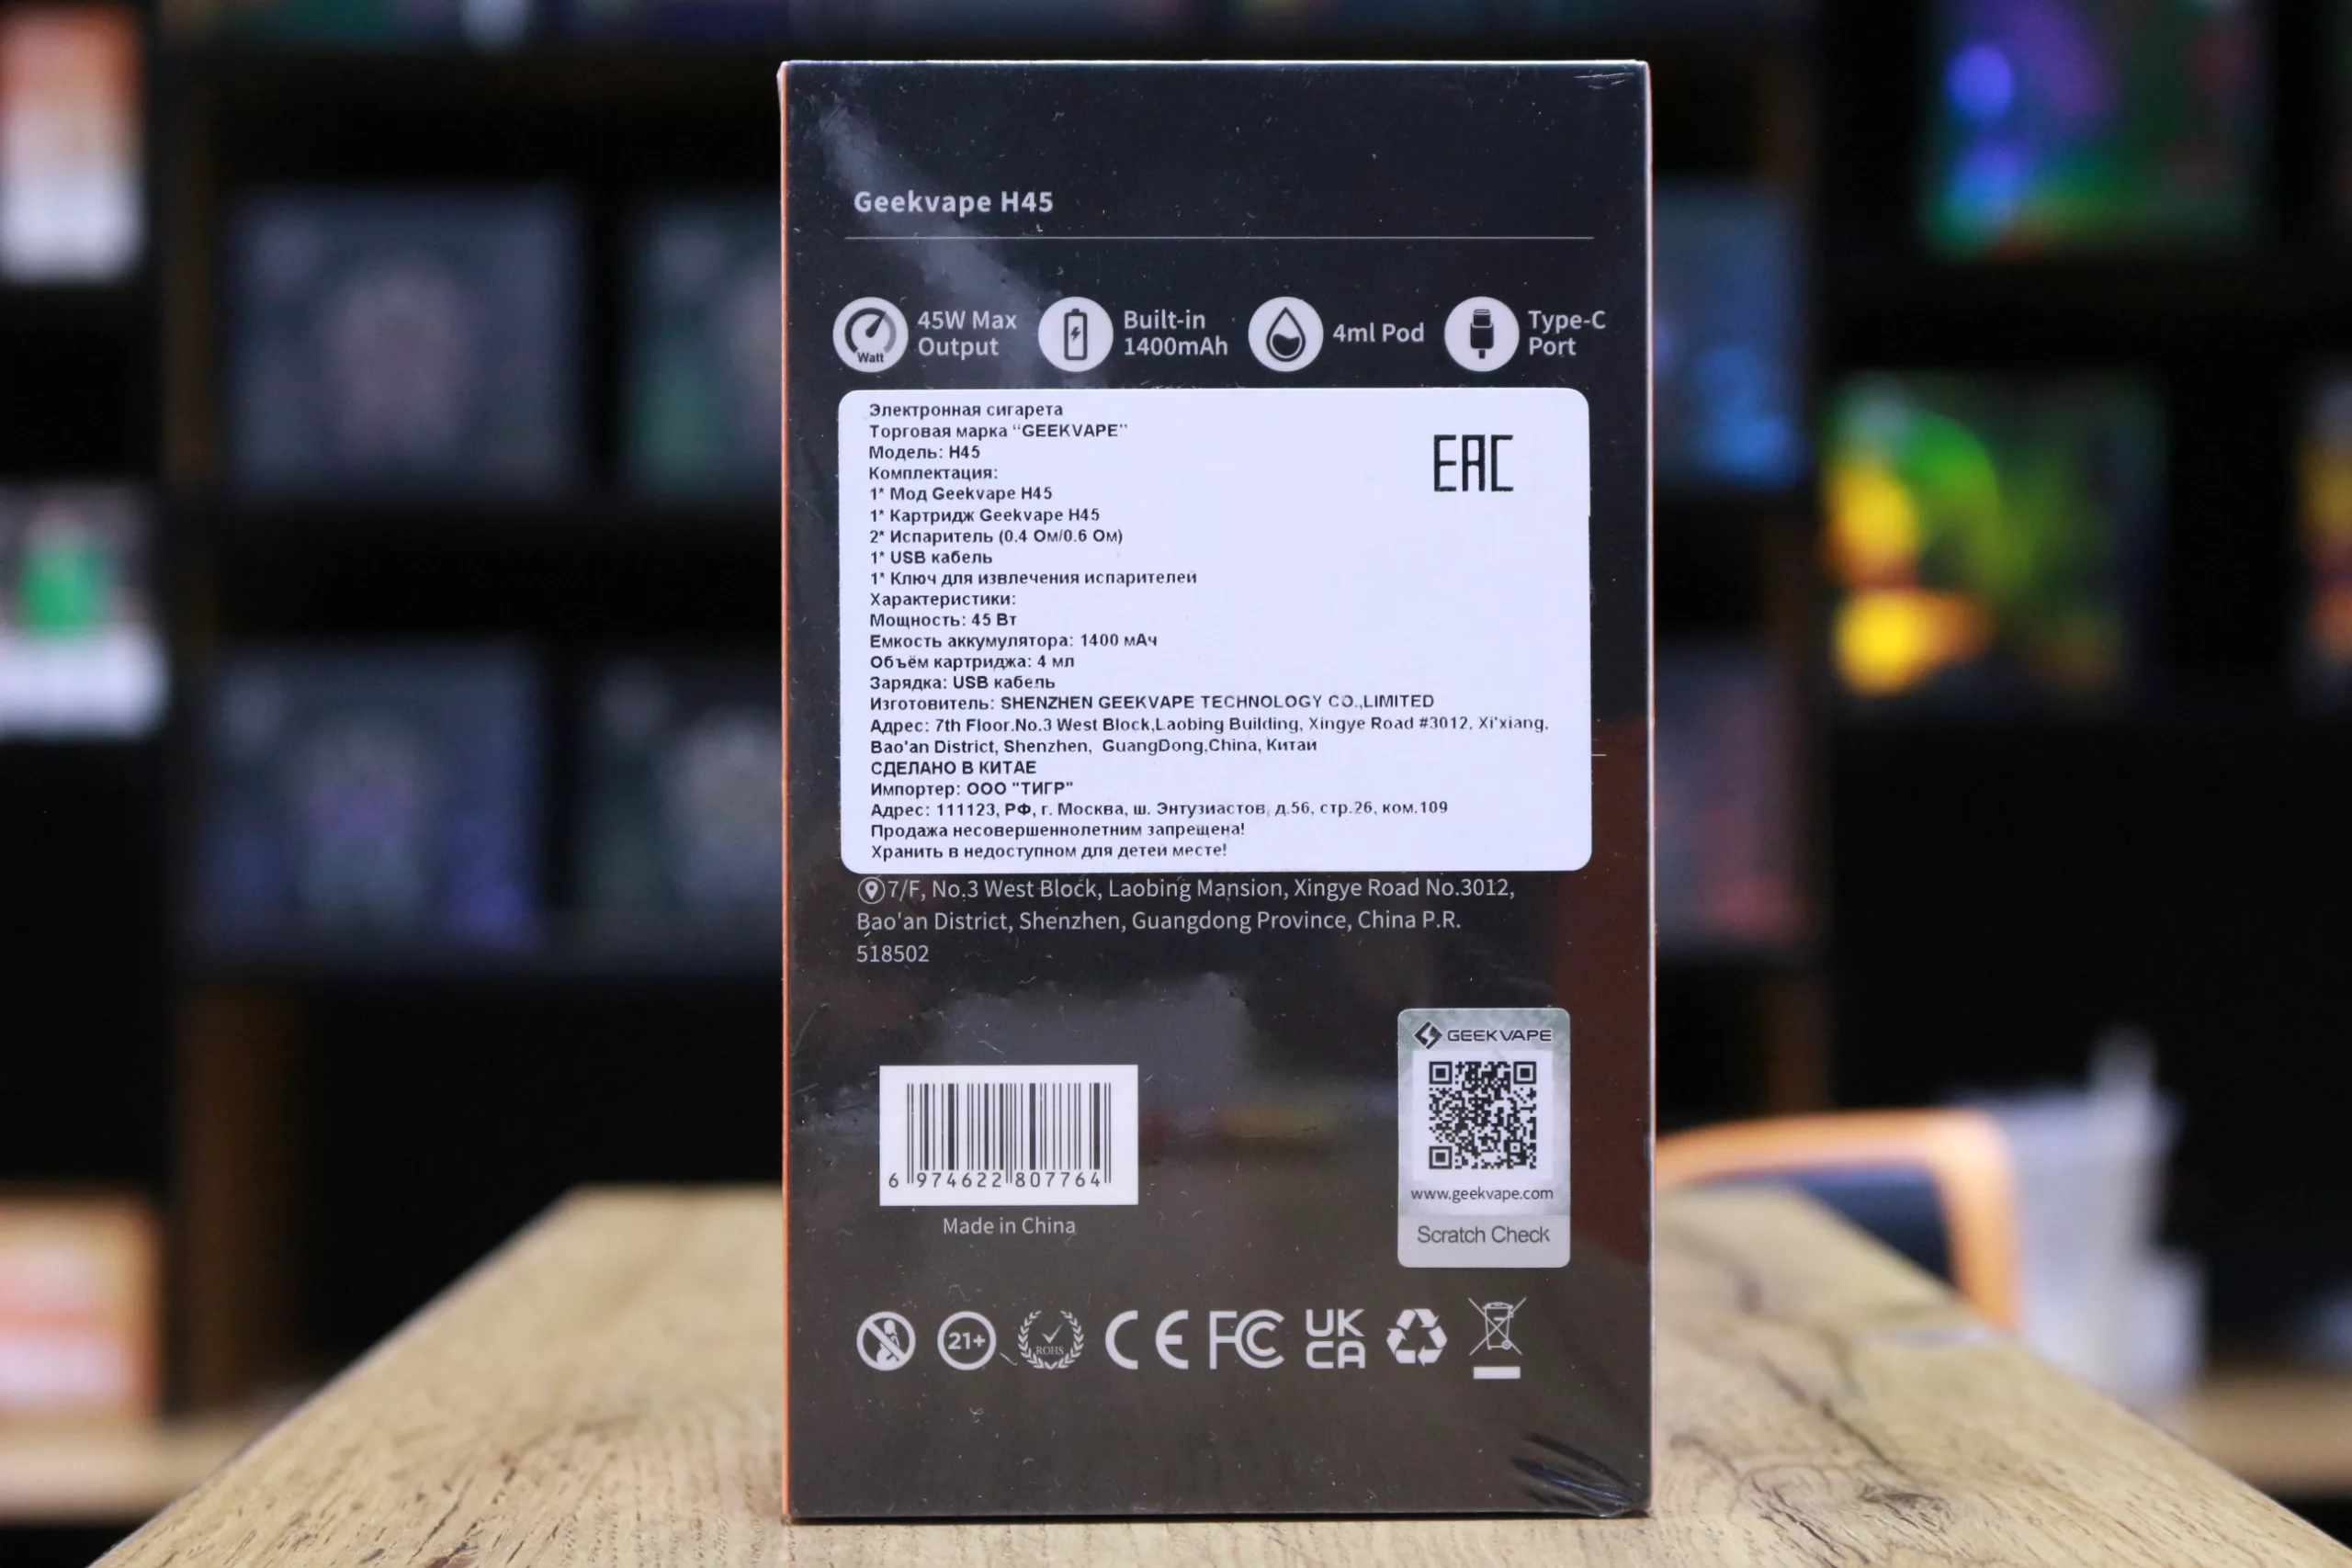 Geekvape H45
Watt
45W Max
Output
Built-in
1400mAh
4ml Pod
Type-C
Port
Электронная сигарета
Торговая марка “GEEKVAPE”
Модель: H45
Комплектация:
1* Мод Geekvape H45
1* Картридж Geekvape H45
2* Испаритель (0.4 Ом/0.6 Ом)
1* USB кабель
1* Ключ для извлечения испарителей
Характеристики:
Мощность: 45 Вт
Емкость аккумулятора: 1400 мАч
Объём картриджа: 4 мл
Зарядка: USB кабель
Изготовитель: SHENZHEN GEEKVAPE TECHNOLOGY CO.,LIMITED
Адрес: 7th Floor.No.3 West Block,Laobing Building, Xingye Road #3012, Xi'xiang,
Bao'an District, Shenzhen, GuangDong,China, Китай
СДЕЛАНО В КИТАЕ
Импортер: ООО "ТИГР"
Адрес: 111123, РФ, г. Москва, ш. Энтузиастов, д.56, стр.26, ком.109
Продажа несовершеннолетним запрещена!
Хранить в недоступном для детей месте!
EAC
7/F, No.3 West Block, Laobing Mansion, Xingye Road No.3012,
Bao'an District, Shenzhen, Guangdong Province, China P.R.
518502
6 974622 807764
Made in China
GEEKVAPE
www.geekvape.com
Scratch Check
21+
ROHS
CE
FC
UK
CA